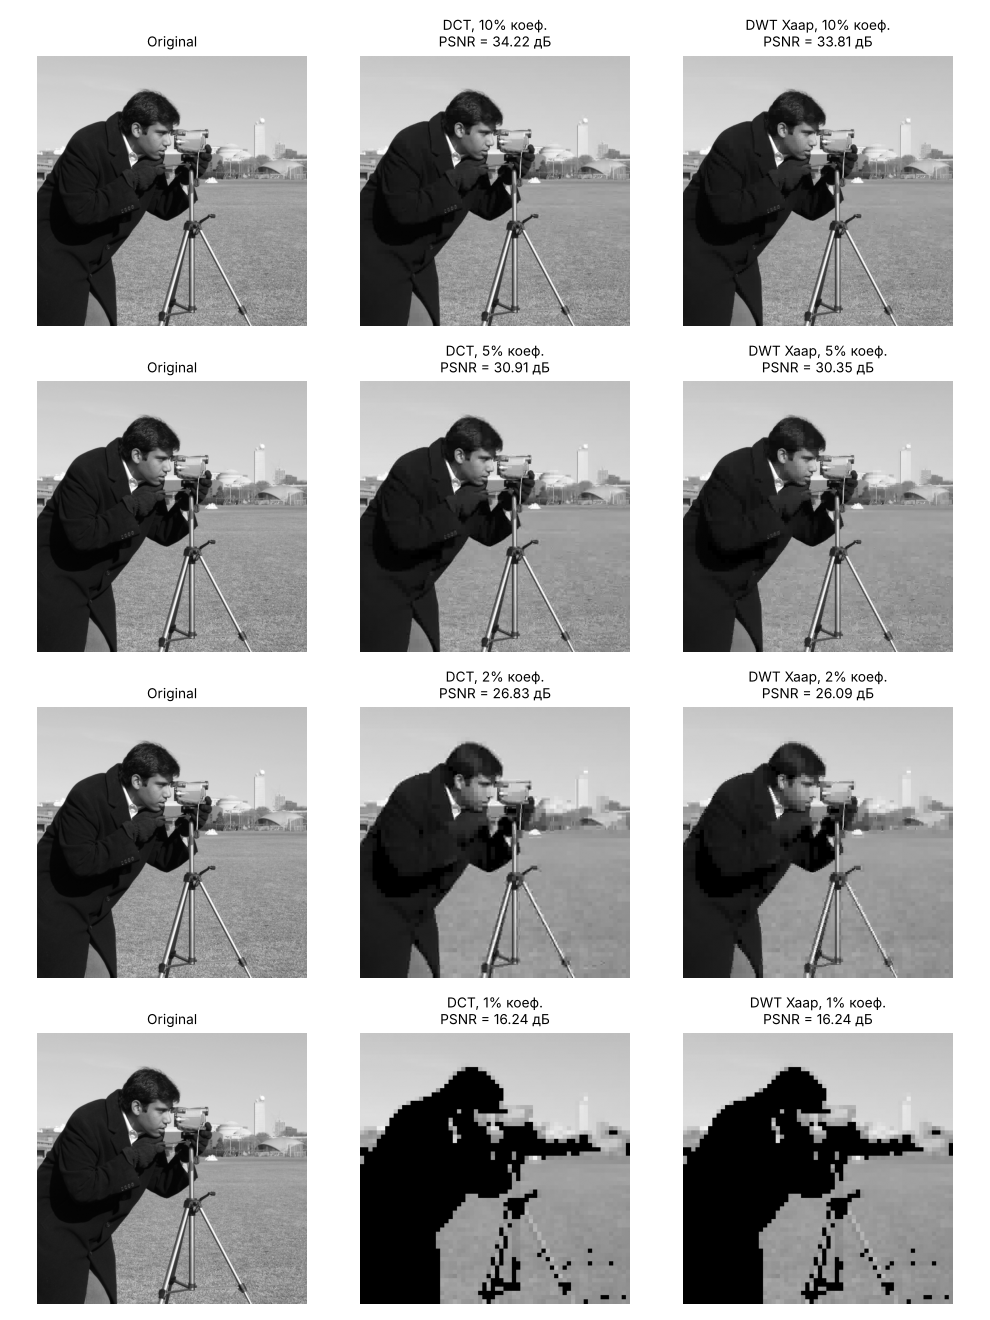 Original
DCT, 10% коеф.
PSNR = 34.22 дБ
DWT Хаар, 10% коеф.
PSNR = 33.81 дБ
Original
DCT, 5% коеф.
PSNR = 30.91 дБ
DWT Хаар, 5% коеф.
PSNR = 30.35 дБ
Original
DCT, 2% коеф.
PSNR = 26.83 дБ
DWT Хаар, 2% коеф.
PSNR = 26.09 дБ
Original
DCT, 1% коеф.
PSNR = 16.24 дБ
DWT Хаар, 1% коеф.
PSNR = 16.24 дБ